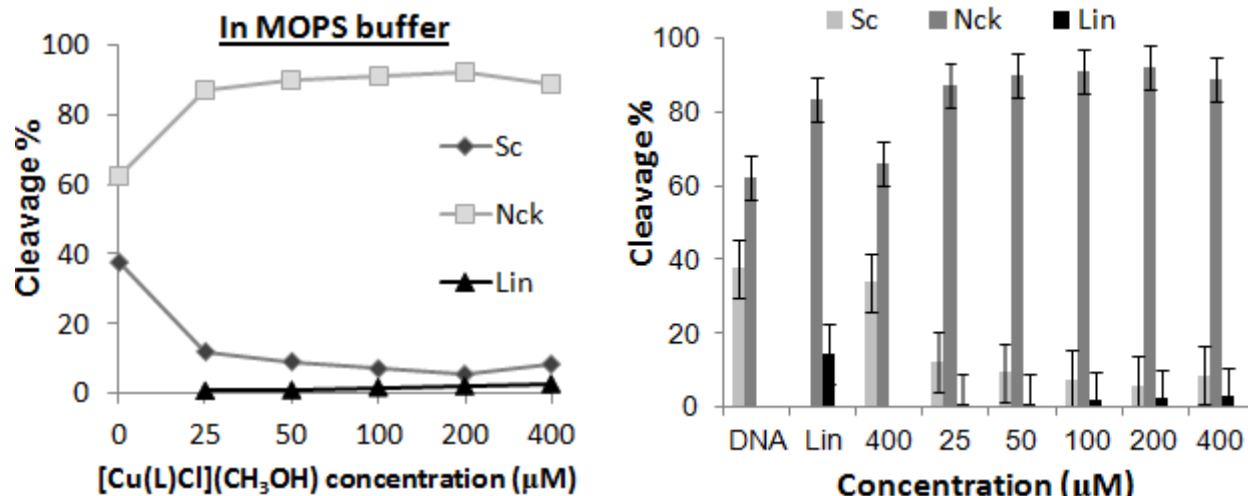 In MOPS buffer
Cleavage %
100
80
60
40
20
0
Sc
Nck
Lin
0 25 50 100 200 400
[Cu(L)Cl](CH₃OH) concentration (μM)
Sc Nck Lin
Cleavage %
100
80
60
40
20
0
DNA Lin 400 25 50 100 200 400
Concentration (μM)